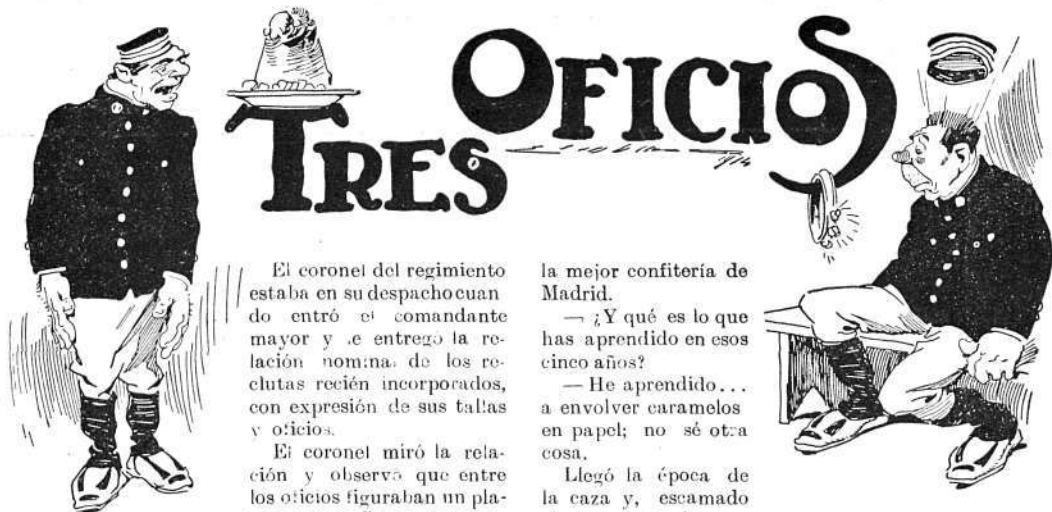 TRES OFICIOS
El coronel del regimiento
estaba en su despacho cuan
do entró el comandante
mayor y le entregó la re-
lación nominal de los re-
clutas recién incorporados,
con expresión de sus tallas
y oficios.
El coronel miró la rela-
ción y observó que entre
los oficios figuraban un pla-
la mejor confitería de
Madrid.
— ¿Y qué es lo que
has aprendido en esos
cinco años?
— He aprendido...
a envolver caramelos
en papel; no sé otra
cosa.
Llegó la época de
la caza y, escamado